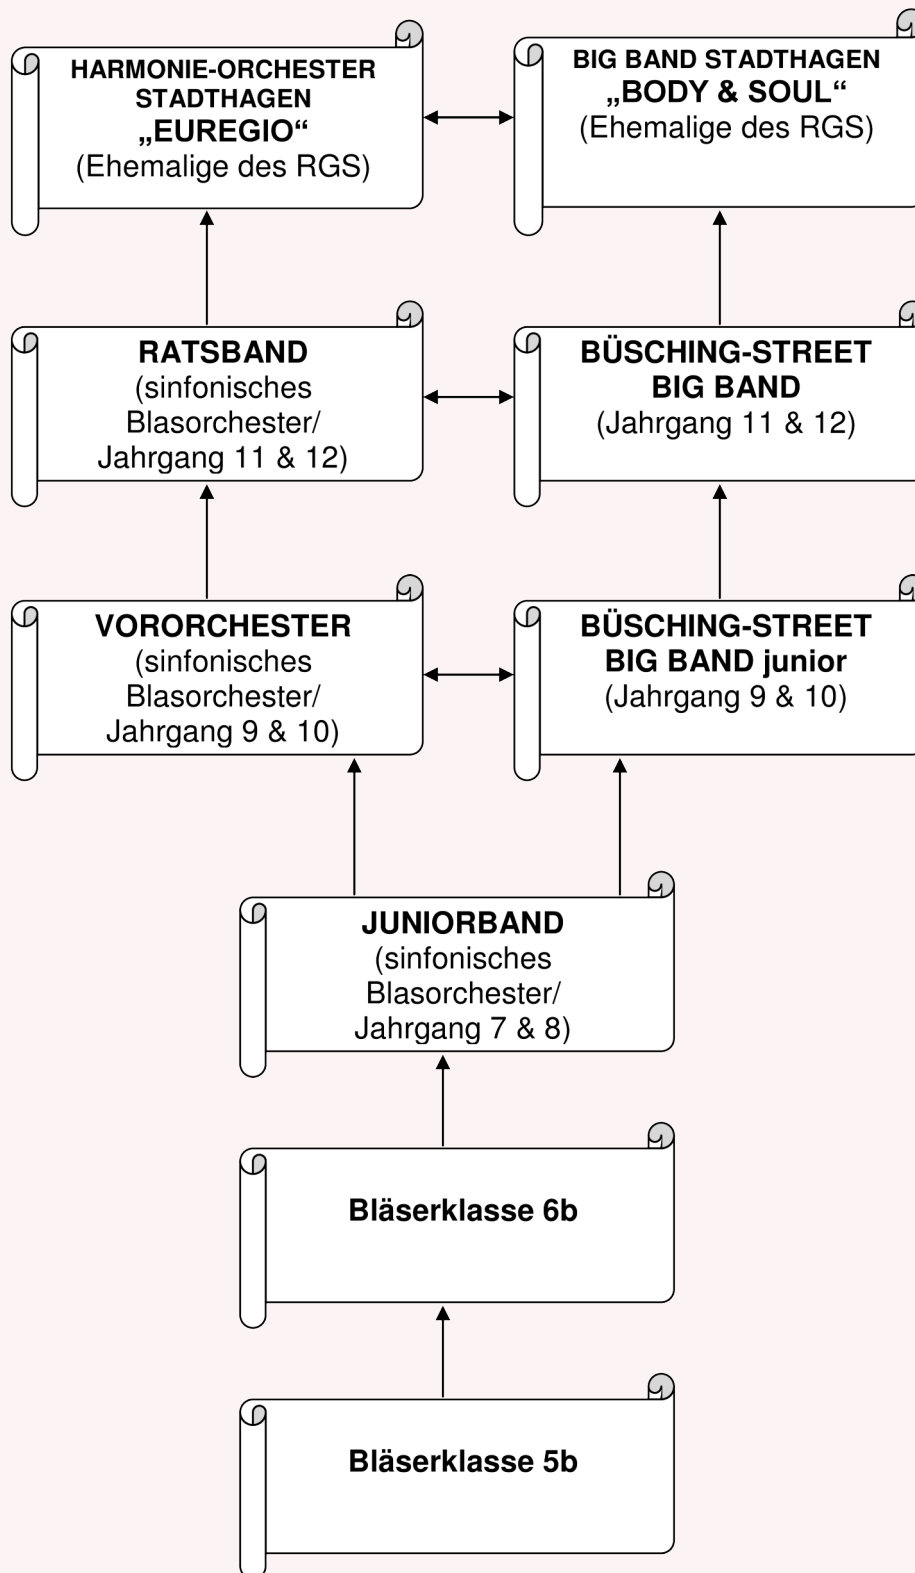 HARMONIE-ORCHESTER
STADTHAGEN
„EUREGIO“
(Ehemalige des RGS)
BIG BAND STADTHAGEN
„BODY & SOUL“
(Ehemalige des RGS)
RATSBAND
(sinfonisches
Blasorchester/
Jahrgang 11 & 12)
BÜSCHING-STREET
BIG BAND
(Jahrgang 11 & 12)
VORORCHESTER
(sinfonisches
Blasorchester/
Jahrgang 9 & 10)
BÜSCHING-STREET
BIG BAND junior
(Jahrgang 9 & 10)
JUNIORBAND
(sinfonisches
Blasorchester/
Jahrgang 7 & 8)
Bläserklasse 6b
Bläserklasse 5b